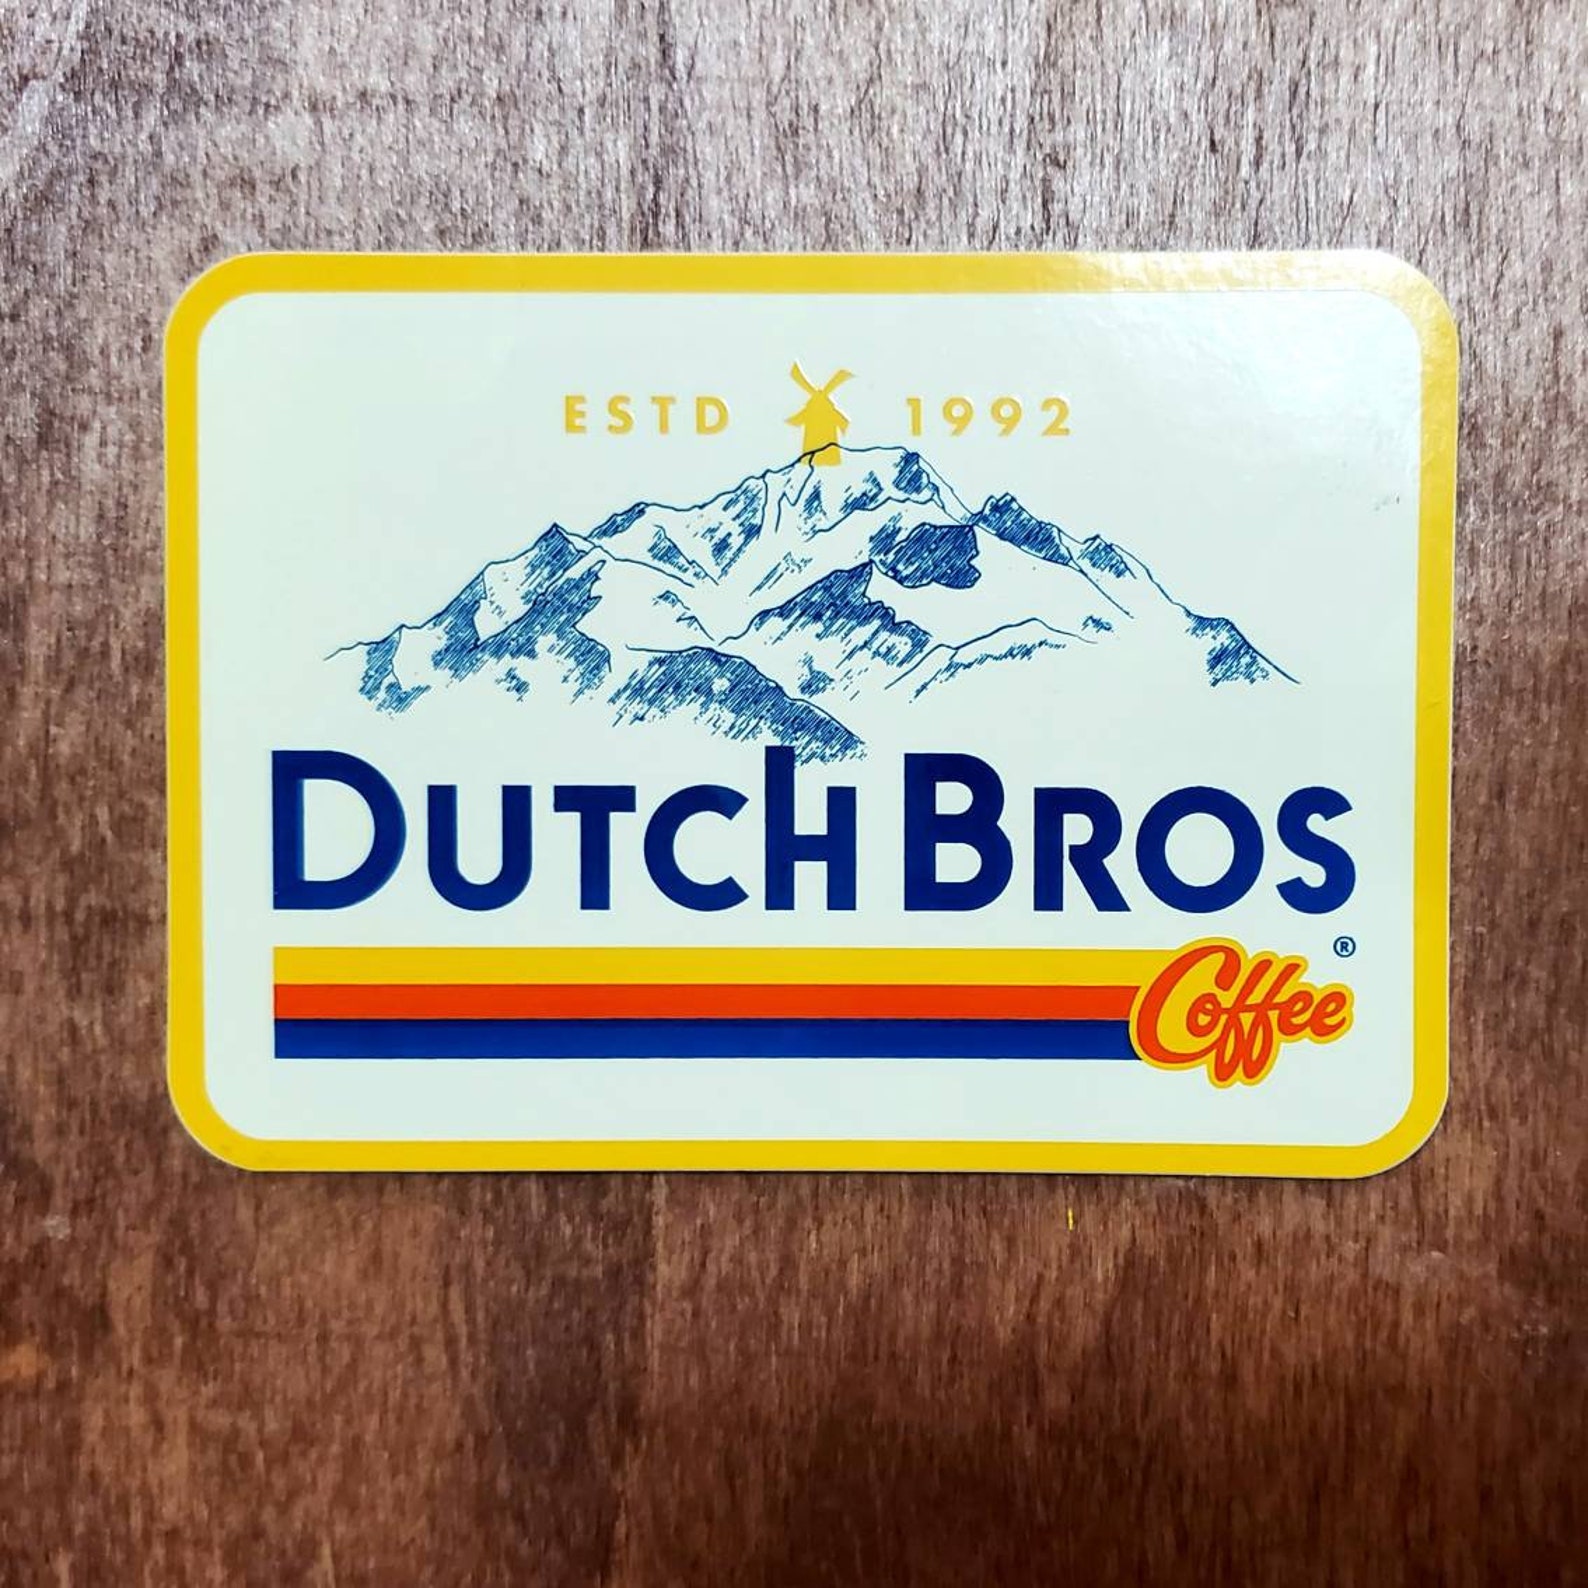 ESTD 1992
DUTCH BROS
Coffee ®